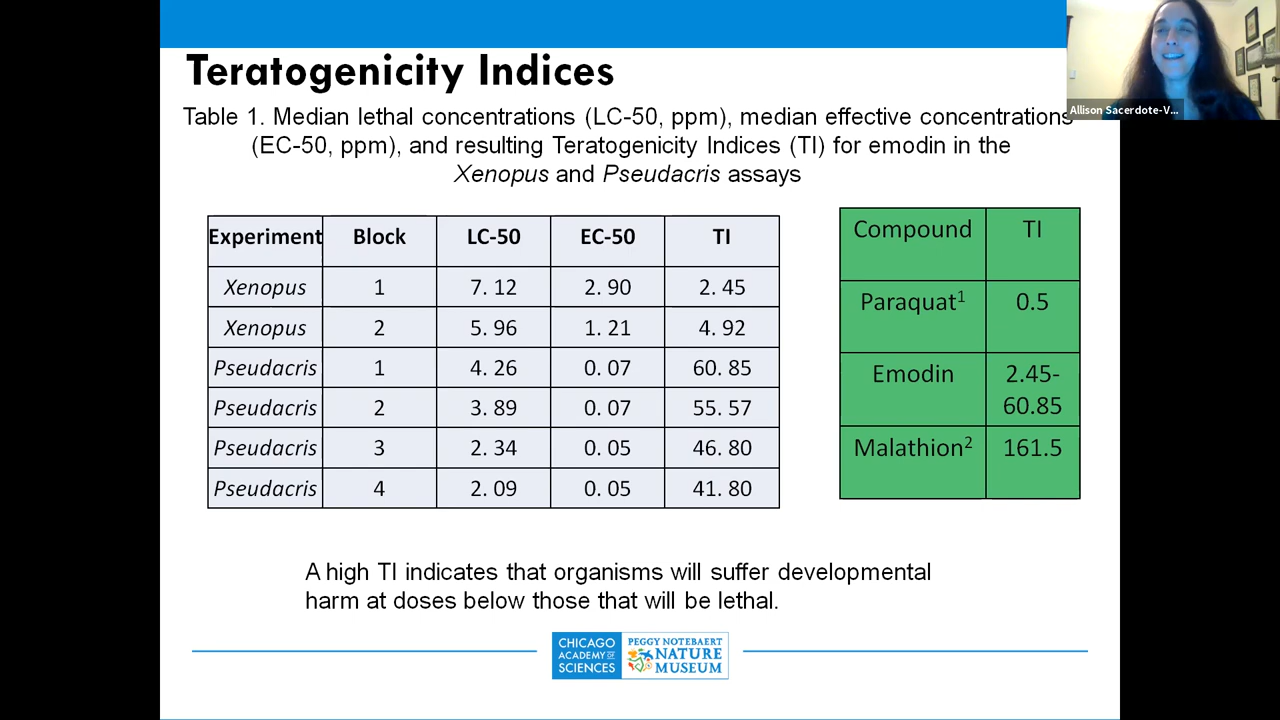 Teratogenicity Indices
Allison Sacerdote-V...
Table 1. Median lethal concentrations (LC-50, ppm), median effective concentrations
(EC-50, ppm), and resulting Teratogenicity Indices (TI) for emodin in the
Xenopus and Pseudacris assays
Experiment Block LC-50 EC-50 TI
Xenopus 1 7. 12 2. 90 2. 45
Xenopus 2 5. 96 1. 21 4. 92
Pseudacris 1 4. 26 0. 07 60. 85
Pseudacris 2 3. 89 0. 07 55. 57
Pseudacris 3 2. 34 0. 05 46. 80
Pseudacris 4 2. 09 0. 05 41. 80
Compound TI
Paraquat¹ 0.5
Emodin 2.45-
60.85
Malathion² 161.5
A high TI indicates that organisms will suffer developmental
harm at doses below those that will be lethal.
CHICAGO
ACADEMY OF
SCIENCES
PEGGY NOTEBAERT
NATURE
MUSEUM